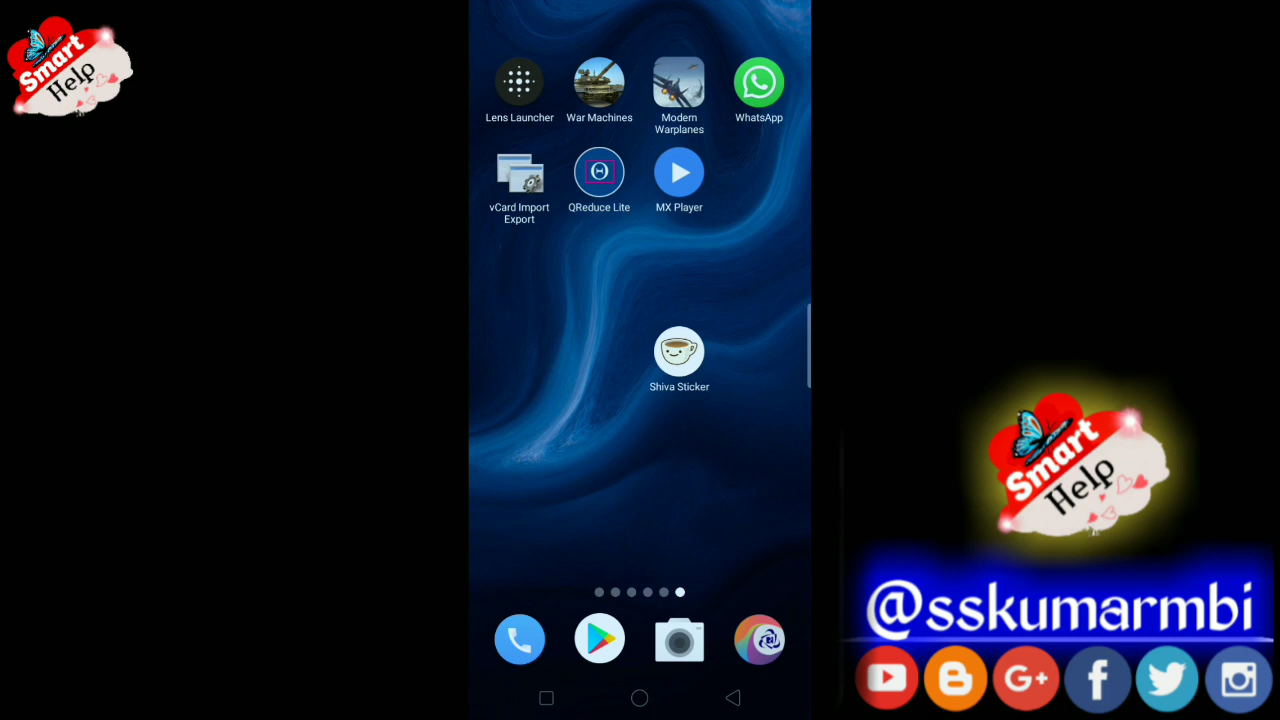 Smart
Help
Lens Launcher
War Machines
Modern
Warplanes
WhatsApp
vCard Import
Export
QReduce Lite
MX Player
Shiva Sticker
Smart
Help
@sskumarmbi
G+